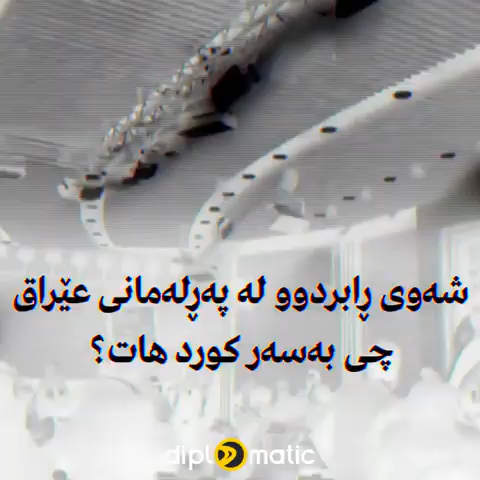 شەوی ڕابردوو لە پەڕلەمانی عێراق
چی بەسەر کورد هات؟
diplomatic